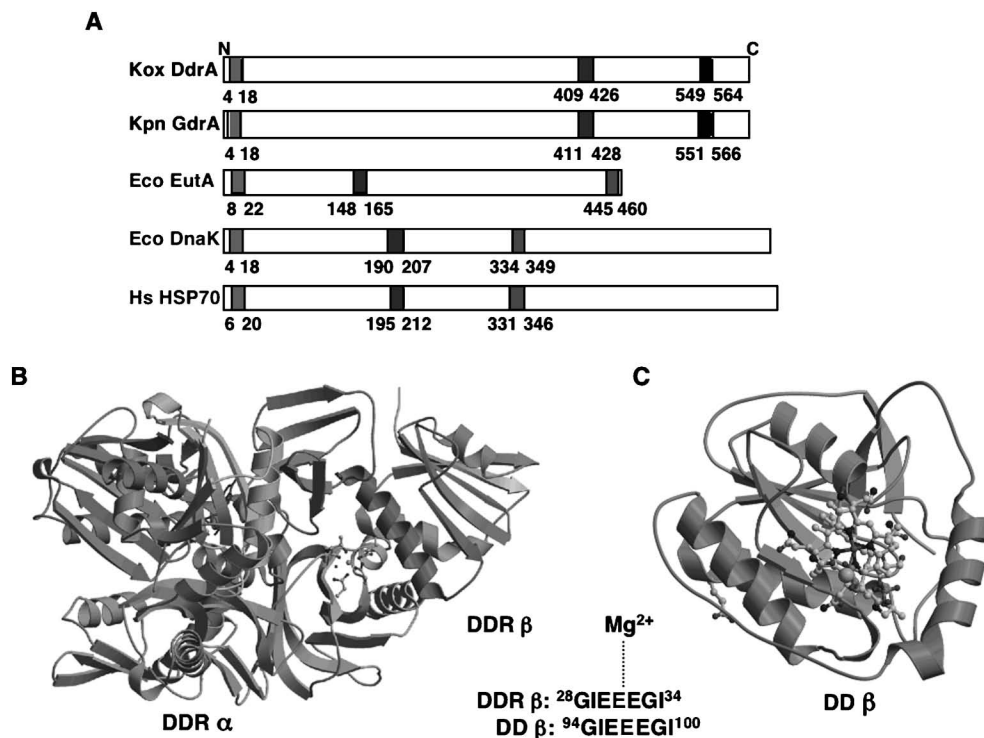 A
N C
Kox DdrA
4 18 409 426 549 564
Kpn GdrA
4 18 411 428 551 566
Eco EutA
8 22 148 165 445 460
Eco DnaK
4 18 190 207 334 349
Hs HSP70
6 20 195 212 331 346
B
C
DDR β
Mg²⁺
DDR α
DDR β: ²⁸GIEEEGI³⁴
DD β: ⁹⁴GIEEEGI¹⁰⁰
DD β